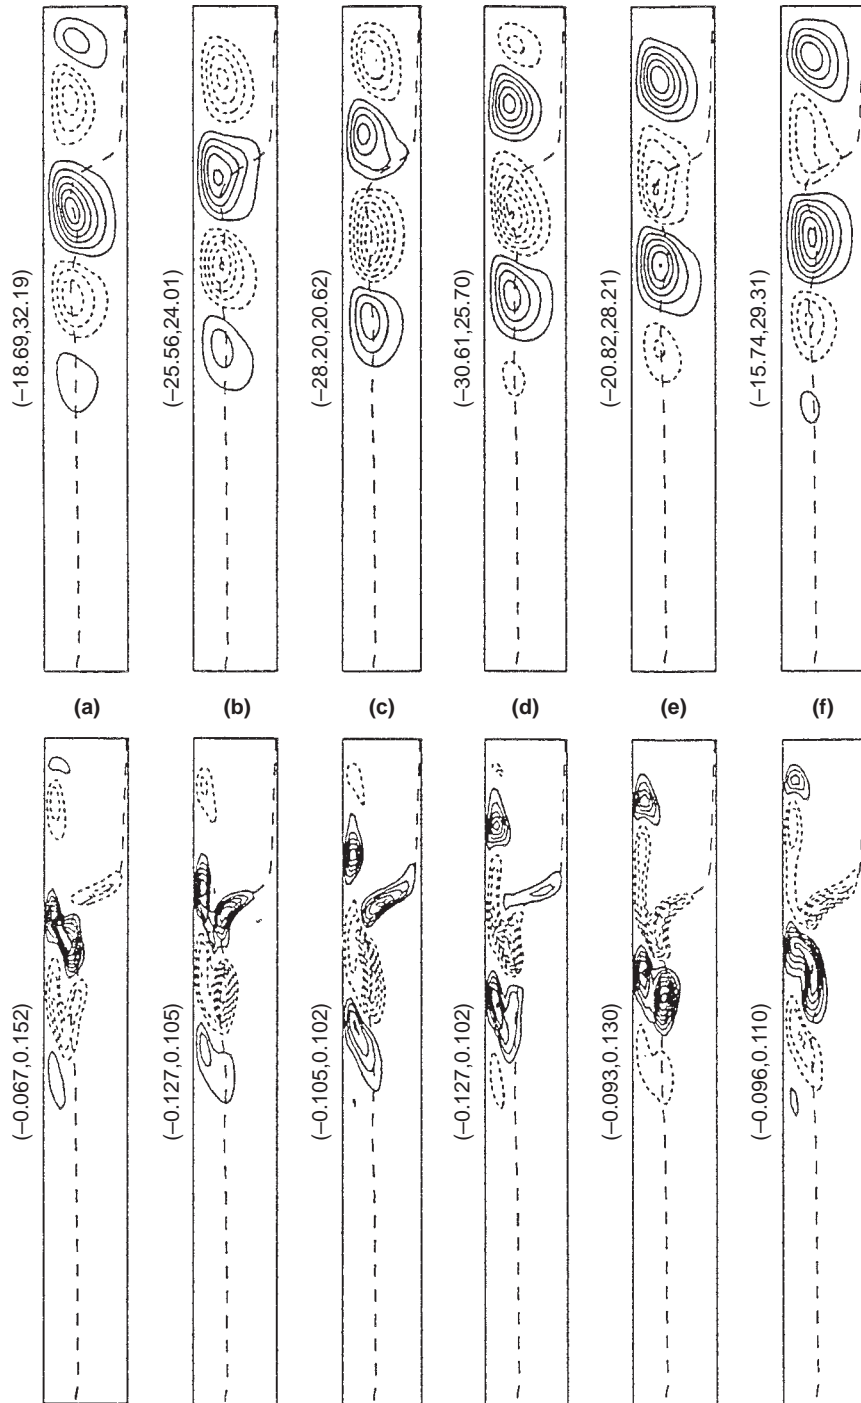 (–18.69,32.19)
(–25.56,24.01)
(–28.20,20.62)
(–30.61,25.70)
(–20.82,28.21)
(–15.74,29.31)
(a)
(b)
(c)
(d)
(e)
(f)
(–0.067,0.152)
(–0.127,0.105)
(–0.105,0.102)
(–0.127,0.102)
(–0.093,0.130)
(–0.096,0.110)